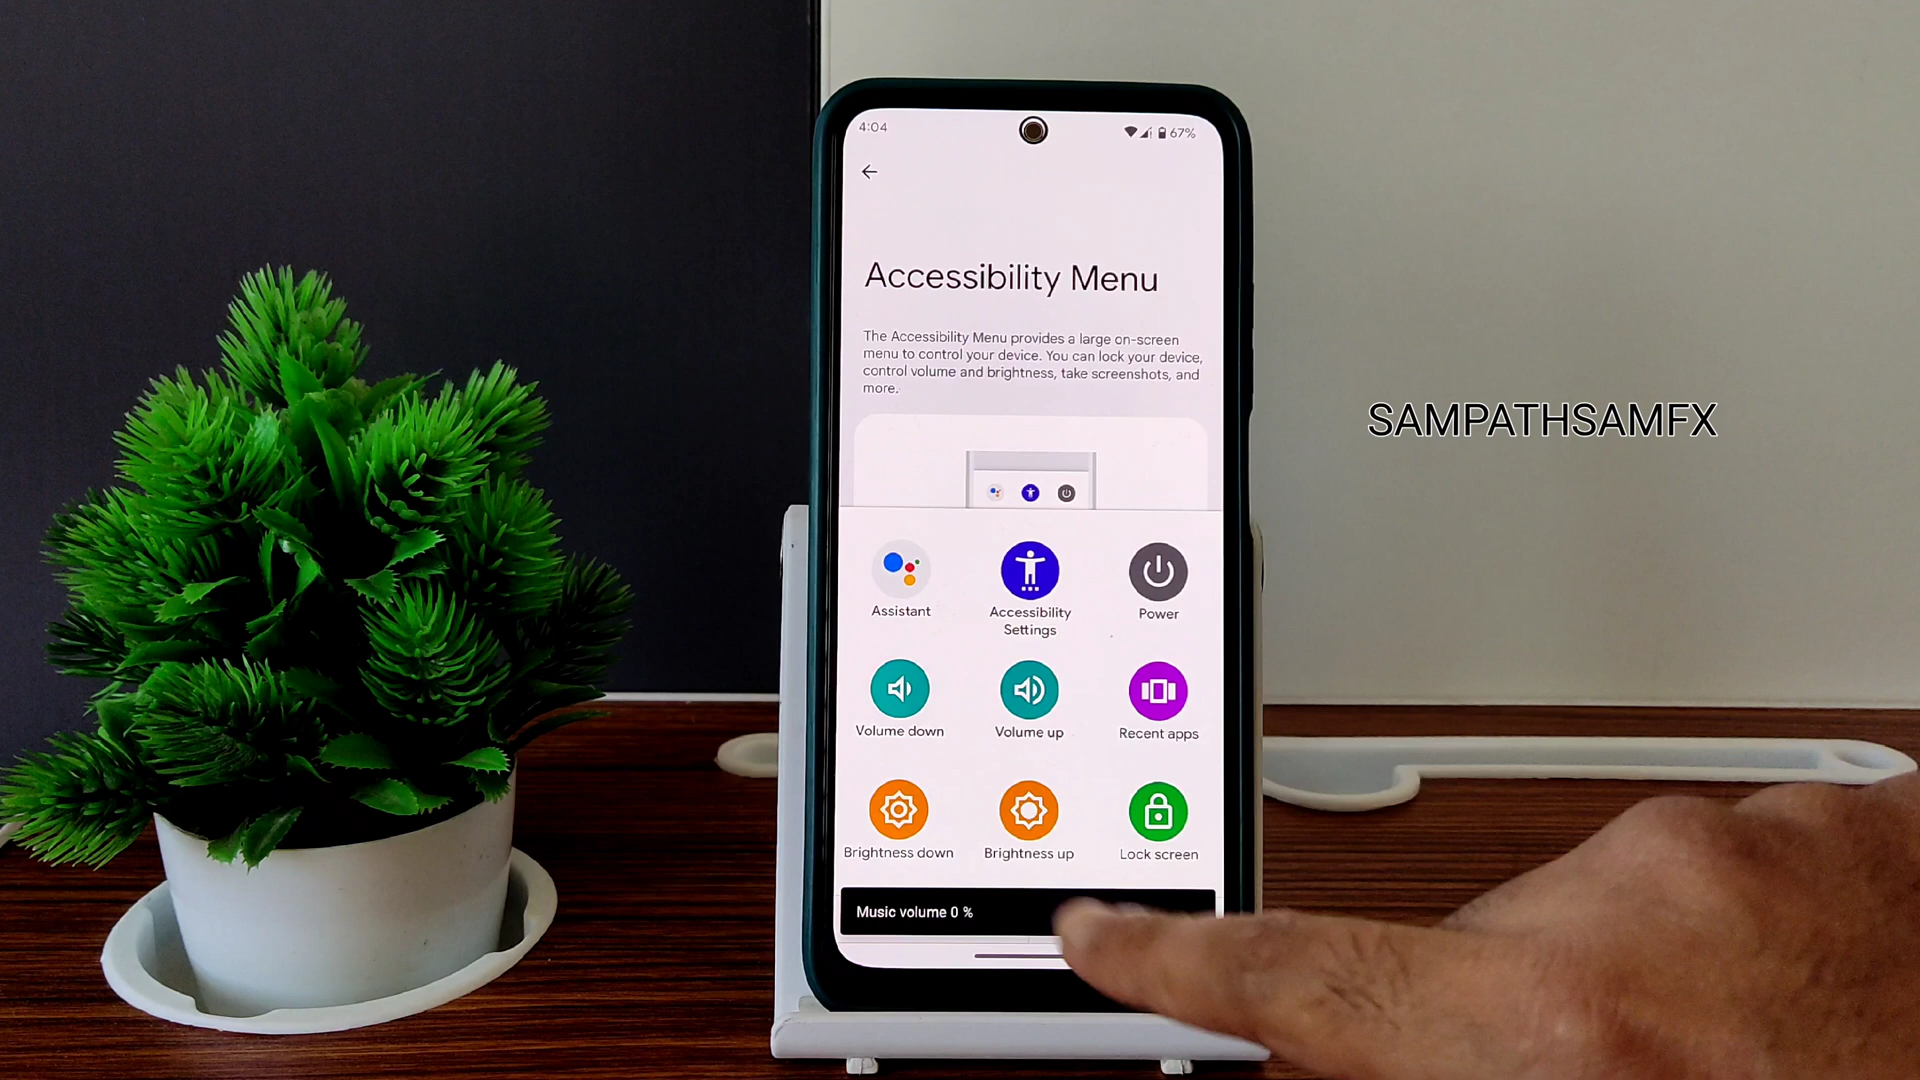 4:04
67%
Accessibility Menu
The Accessibility Menu provides a large on-screen
menu to control your device. You can lock your device,
control volume and brightness, take screenshots, and
more.
Assistant
Accessibility
Settings
Power
Volume down
Volume up
Recent apps
Brightness down
Brightness up
Lock screen
Music volume 0 %
SAMPATHSAMFX